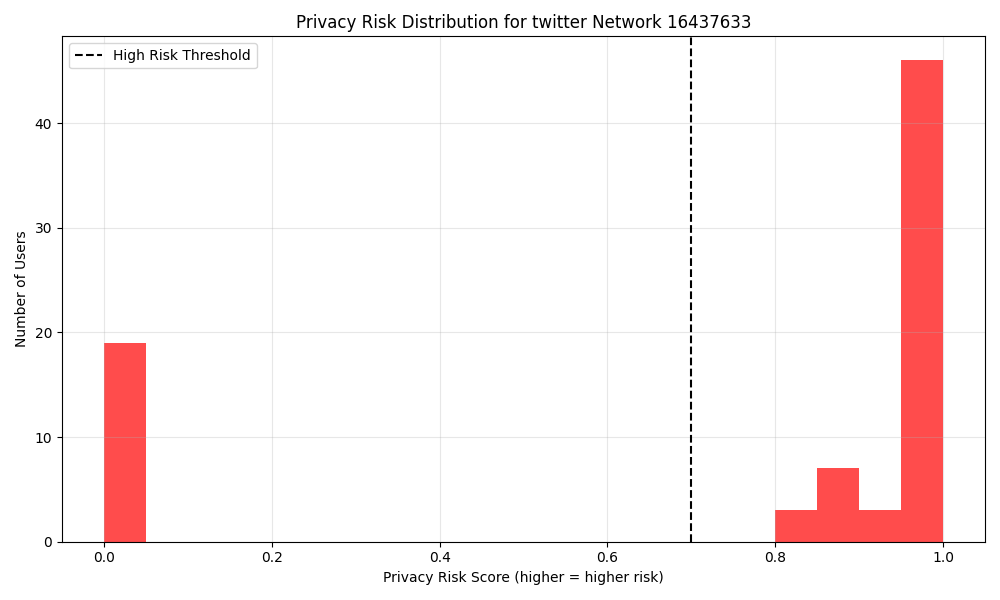 Privacy Risk Distribution for twitter Network 16437633
High Risk Threshold
Number of Users
40
30
20
10
0
0.0 0.2 0.4 0.6 0.8 1.0
Privacy Risk Score (higher = higher risk)